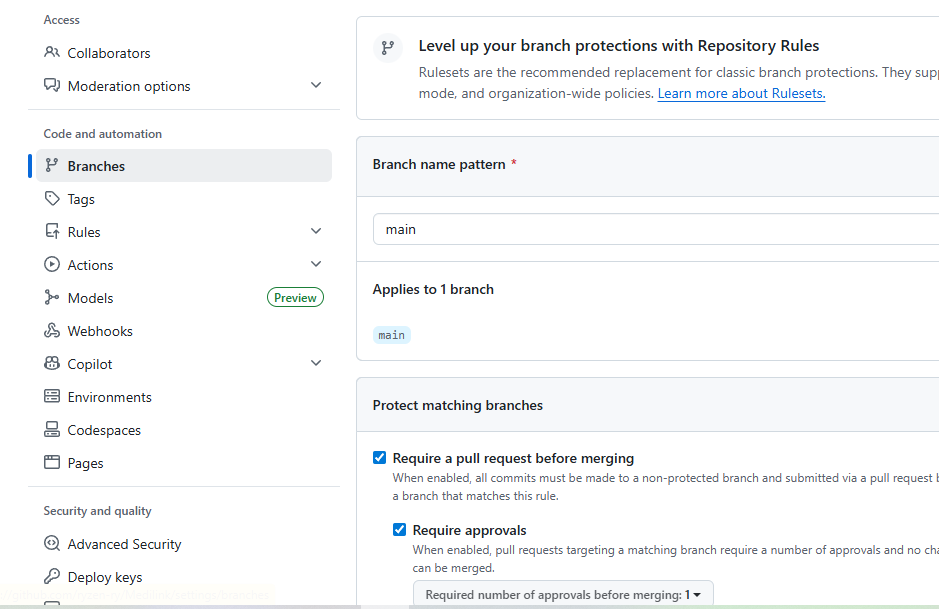 Access
Collaborators
Moderation options
Code and automation
Branches
Tags
Rules
Actions
Models Preview
Webhooks
Copilot
Environments
Codespaces
Pages
Security and quality
Advanced Security
Deploy keys
Level up your branch protections with Repository Rules
Rulesets are the recommended replacement for classic branch protections. They
mode, and organization-wide policies. Learn more about Rulesets.
Branch name pattern *
main
Applies to 1 branch
main
Protect matching branches
Require a pull request before merging
When enabled, all commits must be made to a non-protected branch and submitted via a pull request
a branch that matches this rule.
Require approvals
When enabled, pull requests targeting a matching branch require a number of approvals and no
can be merged.
Required number of approvals before merging: 1